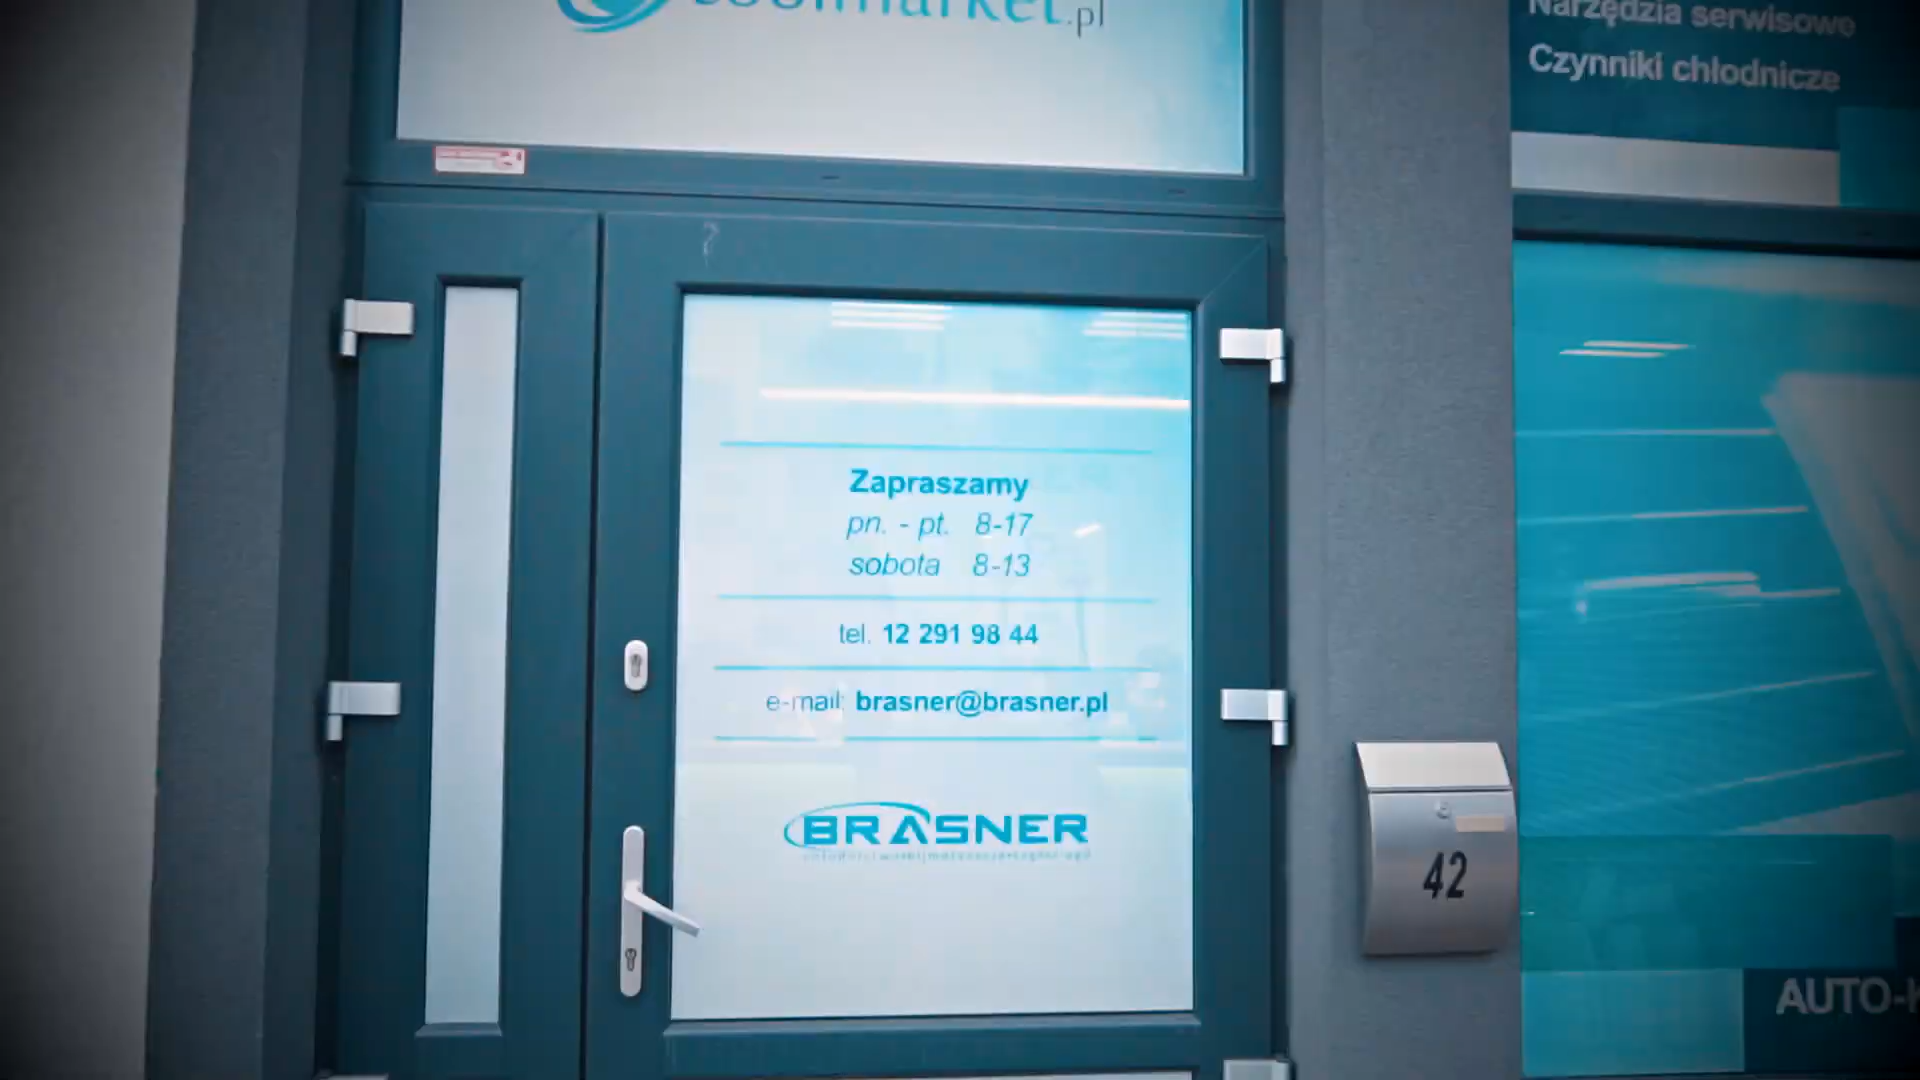 .pl
Narzędzia serwisowe
Czynniki chłodnicze
Zapraszamy
pn. - pt. 8-17
sobota 8-13
tel. 12 291 98 44
e-mail: brasner@brasner.pl
BRASNER
42
AUTO-